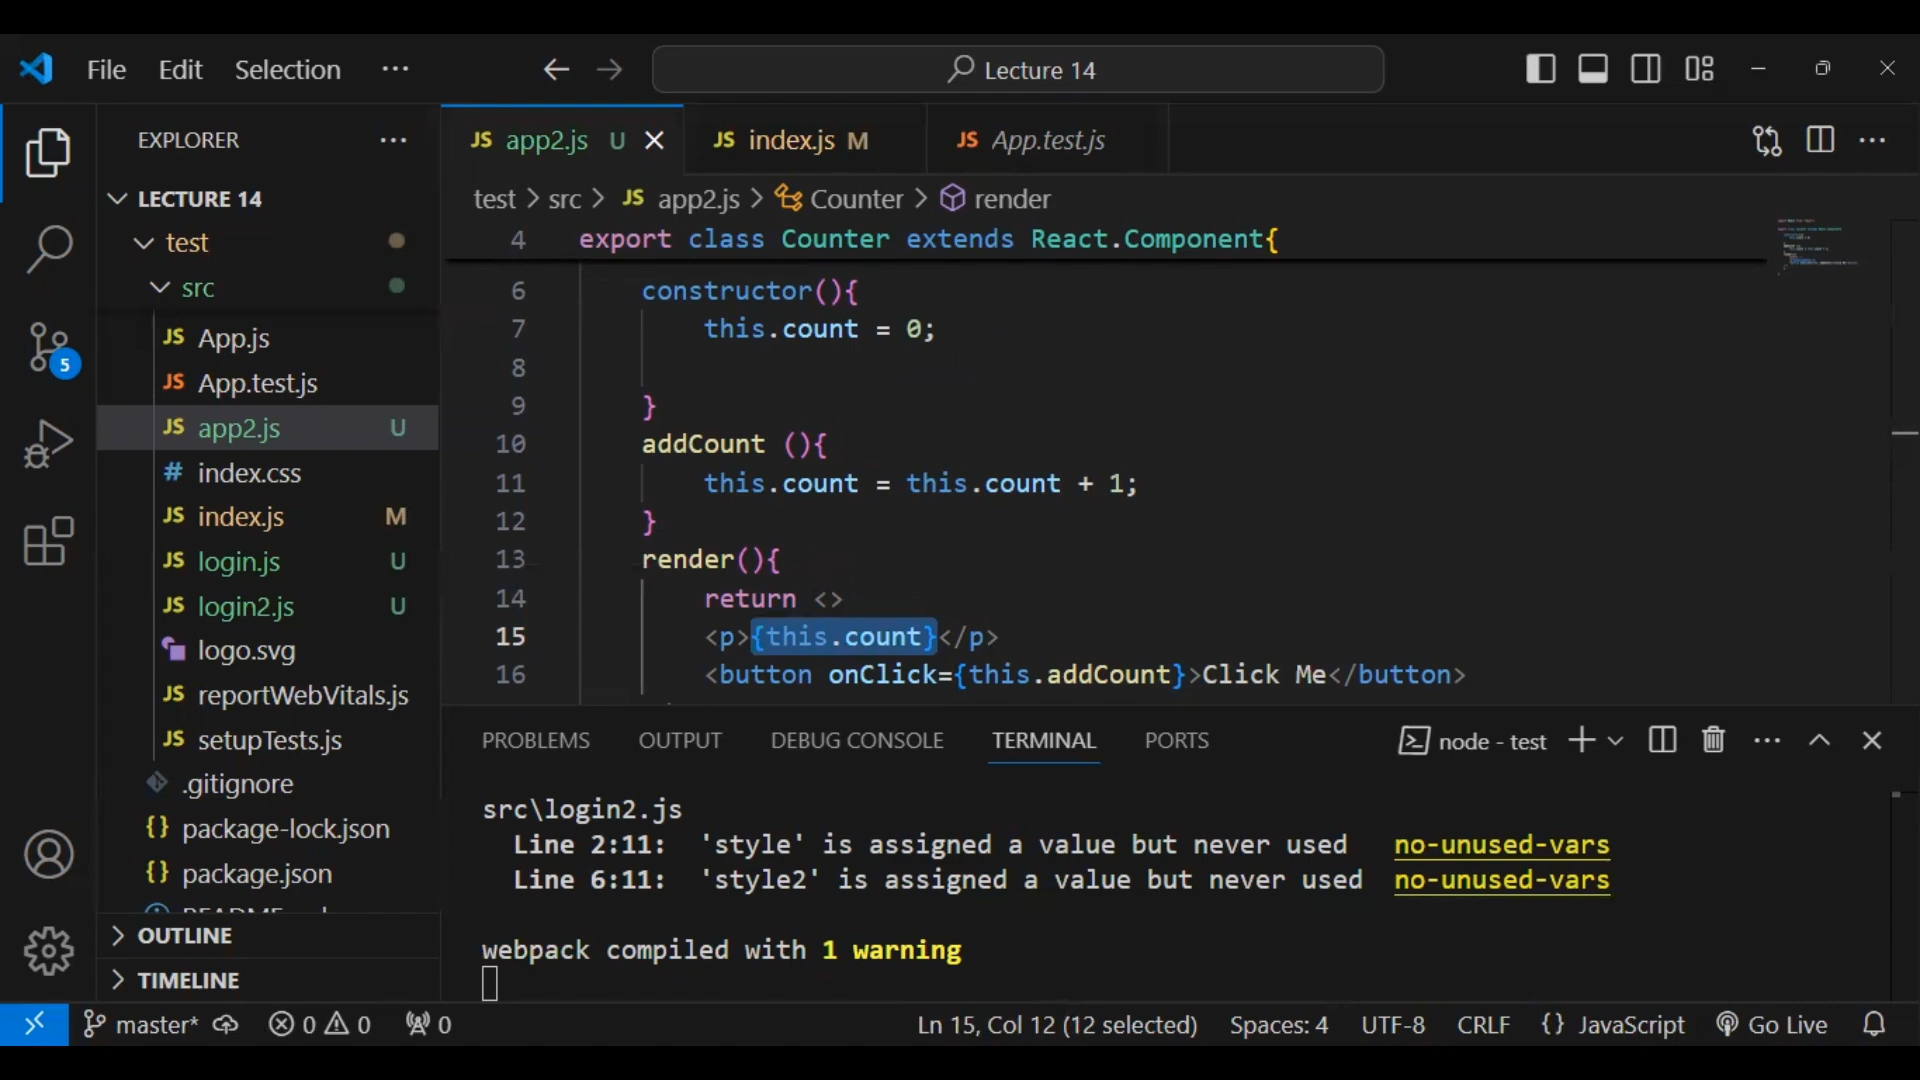 File Edit Selection ··· Lecture 14
EXPLORER ···
LECTURE 14
test
src
JS App.js
JS App.test.js
JS app2.js U
# index.css
JS index.js M
JS login.js U
JS login2.js U
logo.svg
JS reportWebVitals.js
JS setupTests.js
.gitignore
{} package-lock.json
{} package.json
OUTLINE
TIMELINE
5
JS app2.js U JS index.js M JS App.test.js ···
test > src > JS app2.js > Counter > render
4 export class Counter extends React.Component{
6 constructor(){
7 this.count = 0;
8
9 }
10 addCount (){
11 this.count = this.count + 1;
12 }
13 render(){
14 return <>
15 <p>{this.count}</p>
16 <button onClick={this.addCount}>Click Me</button>
PROBLEMS OUTPUT DEBUG CONSOLE TERMINAL PORTS node - test ···
src\login2.js
Line 2:11: 'style' is assigned a value but never used no-unused-vars
Line 6:11: 'style2' is assigned a value but never used no-unused-vars
webpack compiled with 1 warning
master* 0 0 0 Ln 15, Col 12 (12 selected) Spaces: 4 UTF-8 CRLF {} JavaScript Go Live